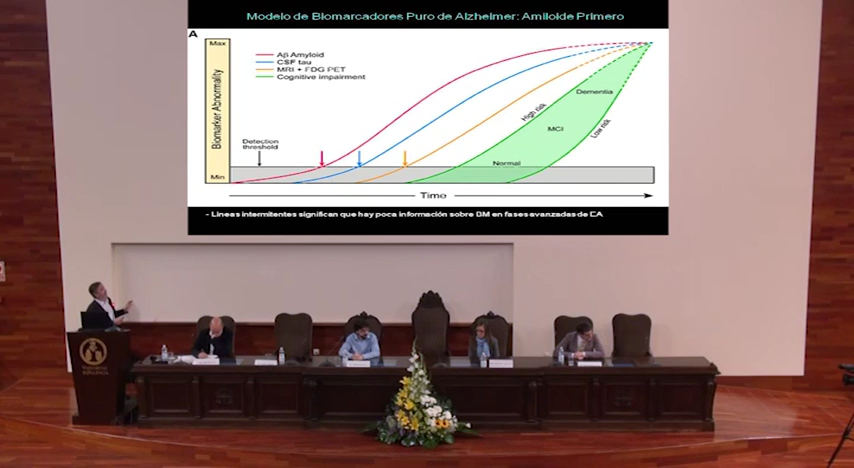 Modelo de Biomarcadores Puro de Alzheimer: Amiloide Primero
A
Max
Biomarker Abnormality
Min
Aβ Amyloid
CSF tau
MRI + FDG PET
Cognitive impairment
Detection
threshold
High risk
Dementia
MCI
Low risk
Normal
Time
- Líneas intermitentes significan que hay poca información sobre BM en fases avanzadas de EA